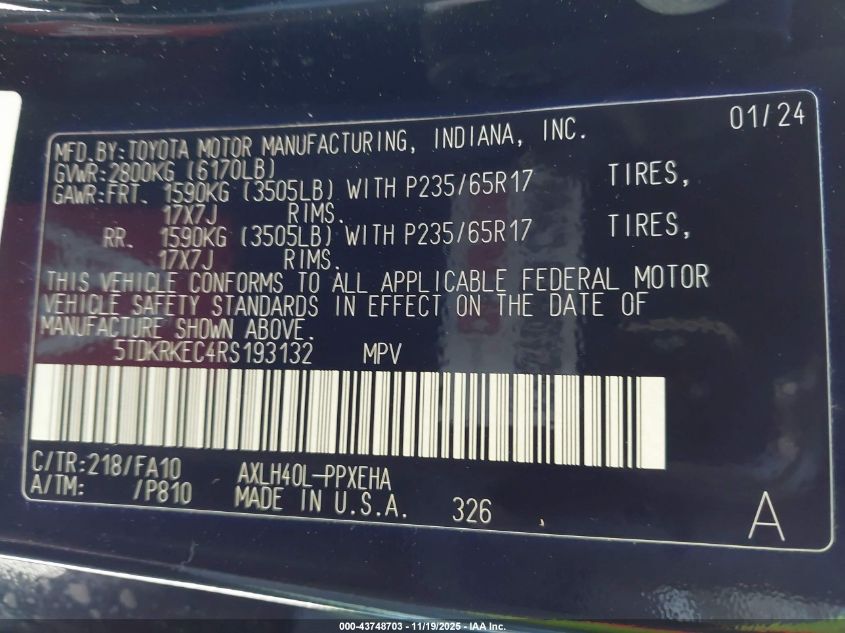 01/24
MFD.BY:TOYOTA MOTOR MANUFACTURING, INDIANA, INC.
GVWR:2800KG (6170LB)
GAWR:FRT. 1590KG (3505LB) WITH P235/65R17 TIRES,
17X7J RIMS.
RR. 1590KG (3505LB) WITH P235/65R17 TIRES,
17X7J RIMS.
THIS VEHICLE CONFORMS TO ALL APPLICABLE FEDERAL MOTOR
VEHICLE SAFETY STANDARDS IN EFFECT ON THE DATE OF
MANUFACTURE SHOWN ABOVE.
5TDKRKEC4RS193132 MPV
C/TR:218/FA10 AXLH40L-PPXEHA
A/TM: /P810 MADE IN U.S.A. 326
A
000-43748703 - 11/19/2025 - IAA Inc.